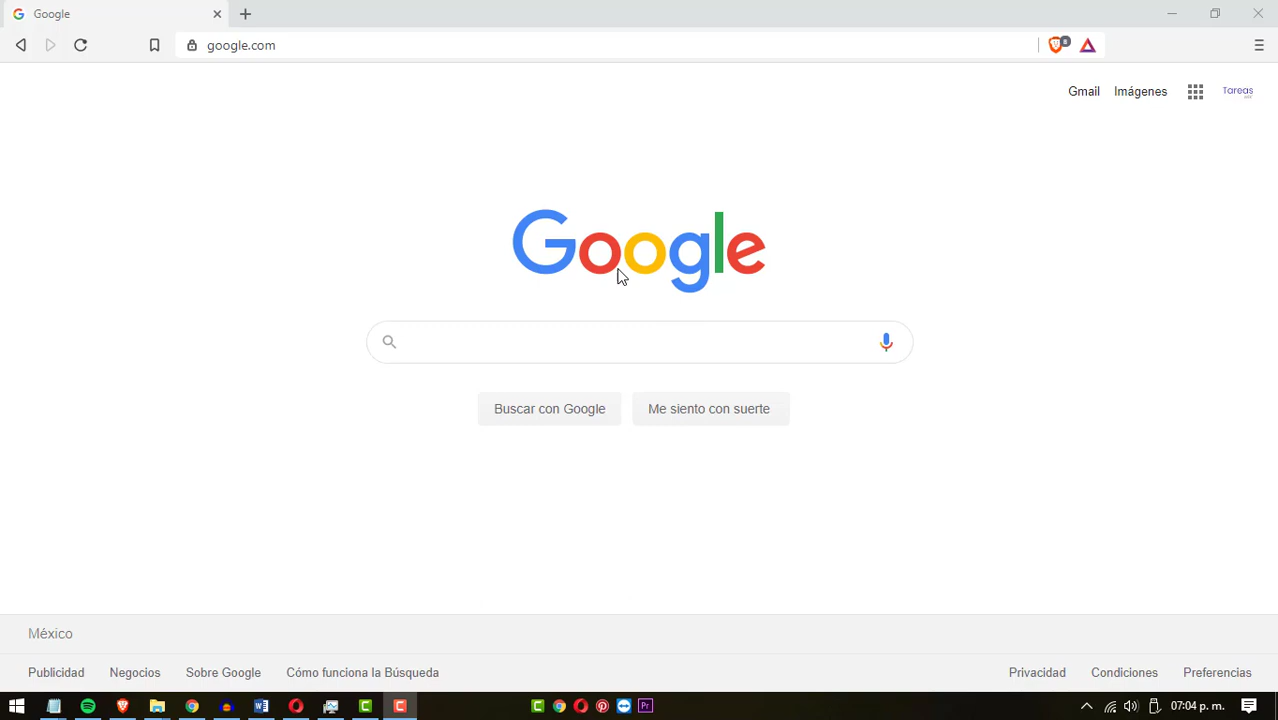 Google
google.com
8
Gmail Imágenes Tareas
Google
Buscar con Google Me siento con suerte
México
Publicidad Negocios Sobre Google Cómo funciona la Búsqueda Privacidad Condiciones Preferencias
07:04 p. m.